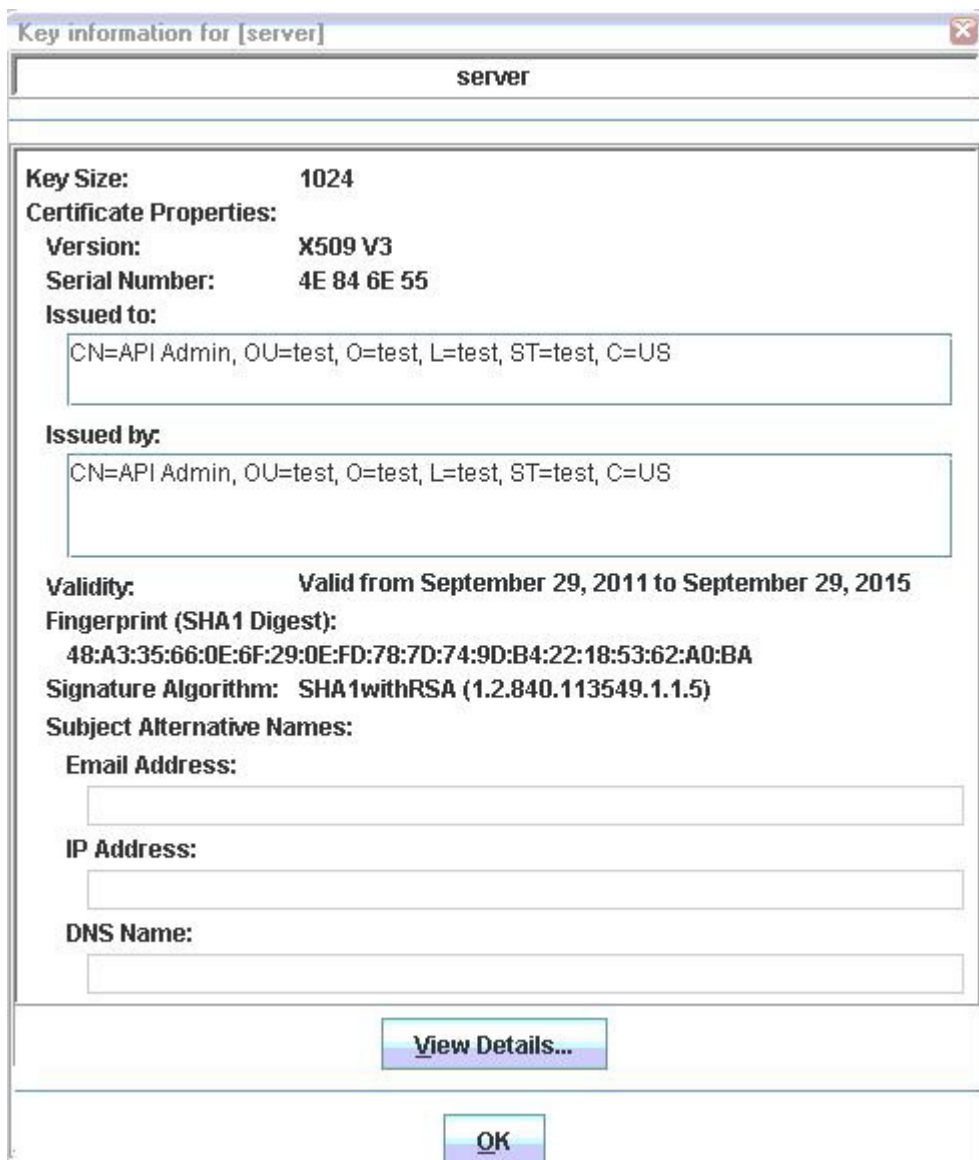 Key information for [server]
server
Key Size: 1024
Certificate Properties:
Version: X509 V3
Serial Number: 4E 84 6E 55
Issued to:
CN=API Admin, OU=test, O=test, L=test, ST=test, C=US
Issued by:
CN=API Admin, OU=test, O=test, L=test, ST=test, C=US
Validity: Valid from September 29, 2011 to September 29, 2015
Fingerprint (SHA1 Digest):
48:A3:35:66:0E:6F:29:0E:FD:78:7D:74:9D:B4:22:18:53:62:A0:BA
Signature Algorithm: SHA1withRSA (1.2.840.113549.1.1.5)
Subject Alternative Names:
Email Address:
IP Address:
DNS Name:
View Details...
OK